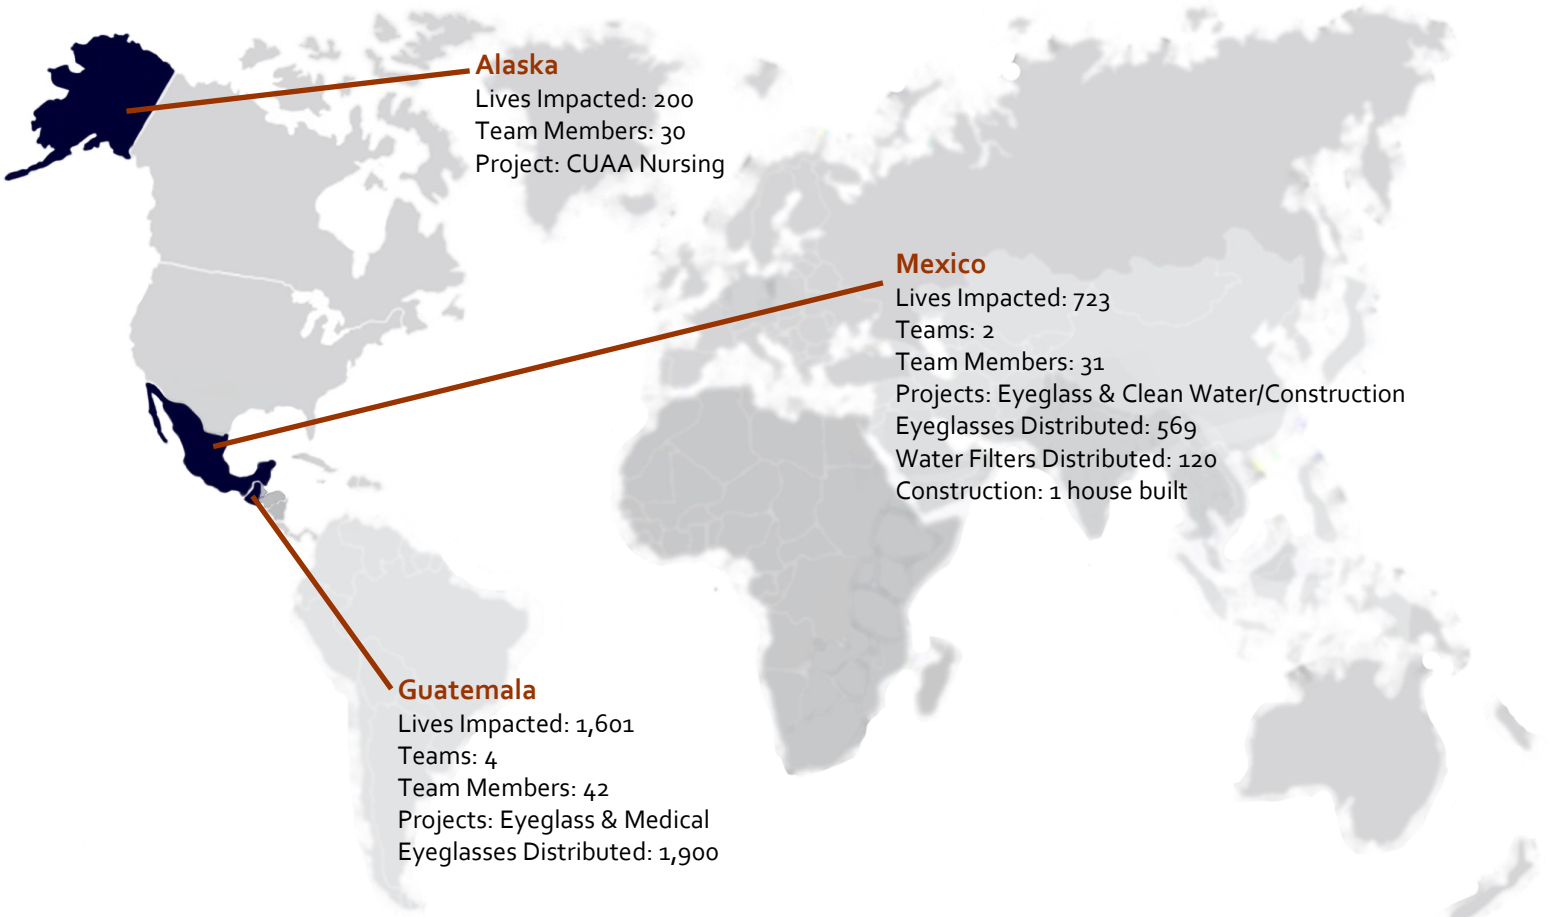 Alaska
Lives Impacted: 200
Team Members: 30
Project: CUAA Nursing
Mexico
Lives Impacted: 723
Teams: 2
Team Members: 31
Projects: Eyeglass & Clean Water/Construction
Eyeglasses Distributed: 569
Water Filters Distributed: 120
Construction: 1 house built
Guatemala
Lives Impacted: 1,601
Teams: 4
Team Members: 42
Projects: Eyeglass & Medical
Eyeglasses Distributed: 1,900